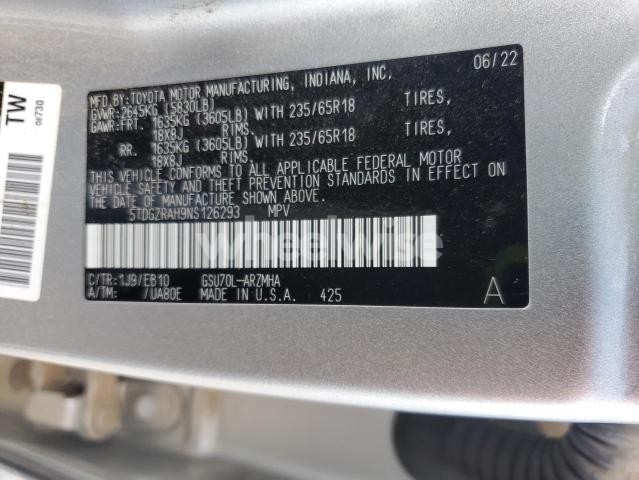 TW
0E730
06/22
MFD.BY:TOYOTA MOTOR MANUFACTURING, INDIANA, INC.
GVWR:2645KG (5830LB)
GAWR:FRT. 1635KG (3605LB) WITH 235/65R18 TIRES,
18X8J RIMS.
RR. 1635KG (3605LB) WITH 235/65R18 TIRES,
18X8J RIMS.
THIS VEHICLE CONFORMS TO ALL APPLICABLE FEDERAL MOTOR
VEHICLE SAFETY AND THEFT PREVENTION STANDARDS IN EFFECT ON
THE DATE OF MANUFACTURE SHOWN ABOVE.
5TDGZRAH9NS126293 MPV
Wheelwise
C/TR:1J9/EB10 GSU70L-ARZMHA
A/TM: /UA80E MADE IN U.S.A. 425
A